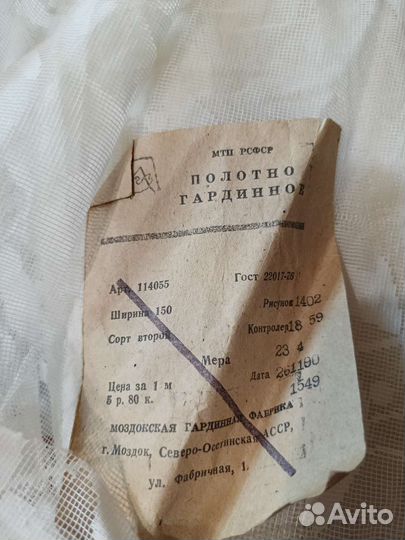 МТП РСФСР
ПОЛОТНО
ГАРДИННОЕ
Арт. 114055 Гост 22017-76
Ширина 150 Рисунок 1402
Сорт второй Контролер 18 59
Мера 23 4
Цена за 1 м Дата 1190
5 р. 80 к. 1549
МОЗДОКСКАЯ ГАРДИННАЯ ФАБРИКА
г. Моздок, Северо-Осетинская АССР,
ул. Фабричная, 1.
Avito